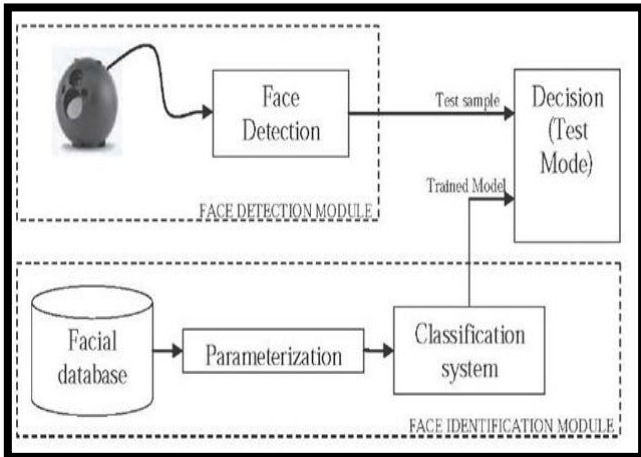 Face
Detection
Test sample
Decision
(Test
Mode)
Trained Model
FACE DETECTION MODULE
Facial
database
Parameterization
Classification
system
FACE IDENTIFICATION MODULE